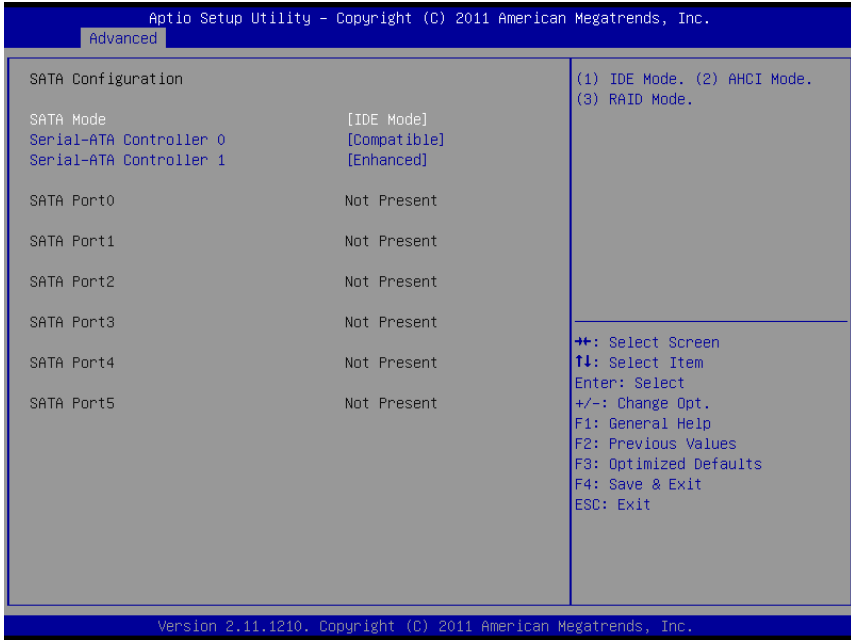 Aptio Setup Utility – Copyright (C) 2011 American Megatrends, Inc.
Advanced
SATA Configuration
SATA Mode [IDE Mode]
Serial-ATA Controller 0 [Compatible]
Serial-ATA Controller 1 [Enhanced]
SATA Port0 Not Present
SATA Port1 Not Present
SATA Port2 Not Present
SATA Port3 Not Present
SATA Port4 Not Present
SATA Port5 Not Present
(1) IDE Mode. (2) AHCI Mode.
(3) RAID Mode.
→←: Select Screen
↑↓: Select Item
Enter: Select
+/-: Change Opt.
F1: General Help
F2: Previous Values
F3: Optimized Defaults
F4: Save & Exit
ESC: Exit
Version 2.11.1210. Copyright (C) 2011 American Megatrends, Inc.